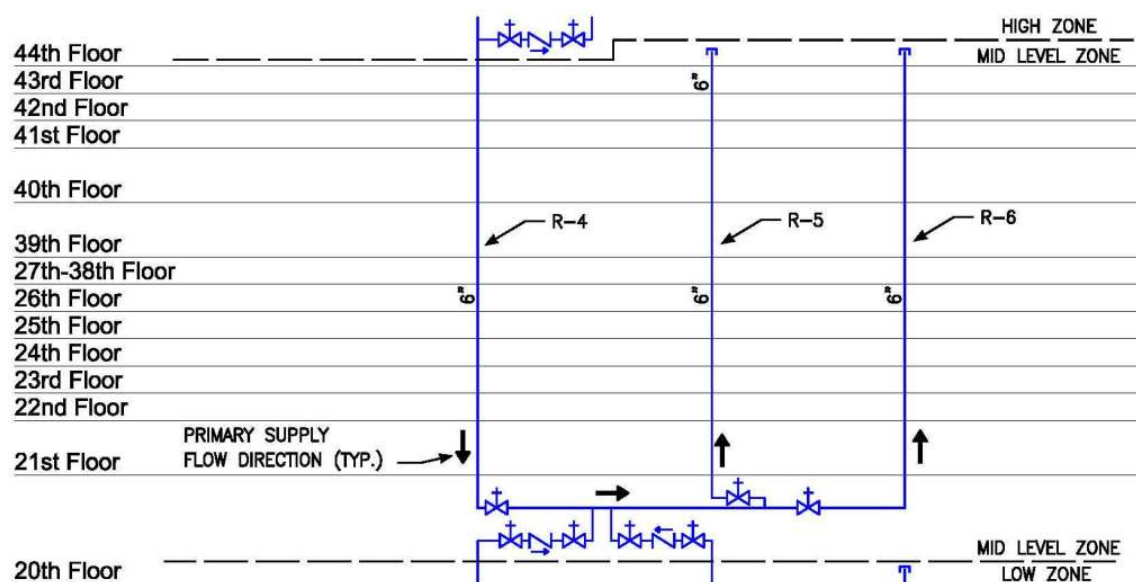 HIGH ZONE
44th Floor
MID LEVEL ZONE
43rd Floor
6"
42nd Floor
41st Floor
40th Floor
R-4
R-5
R-6
39th Floor
27th-38th Floor
26th Floor
6"
6"
6"
25th Floor
24th Floor
23rd Floor
22nd Floor
PRIMARY SUPPLY
FLOW DIRECTION (TYP.)
21st Floor
MID LEVEL ZONE
20th Floor
LOW ZONE